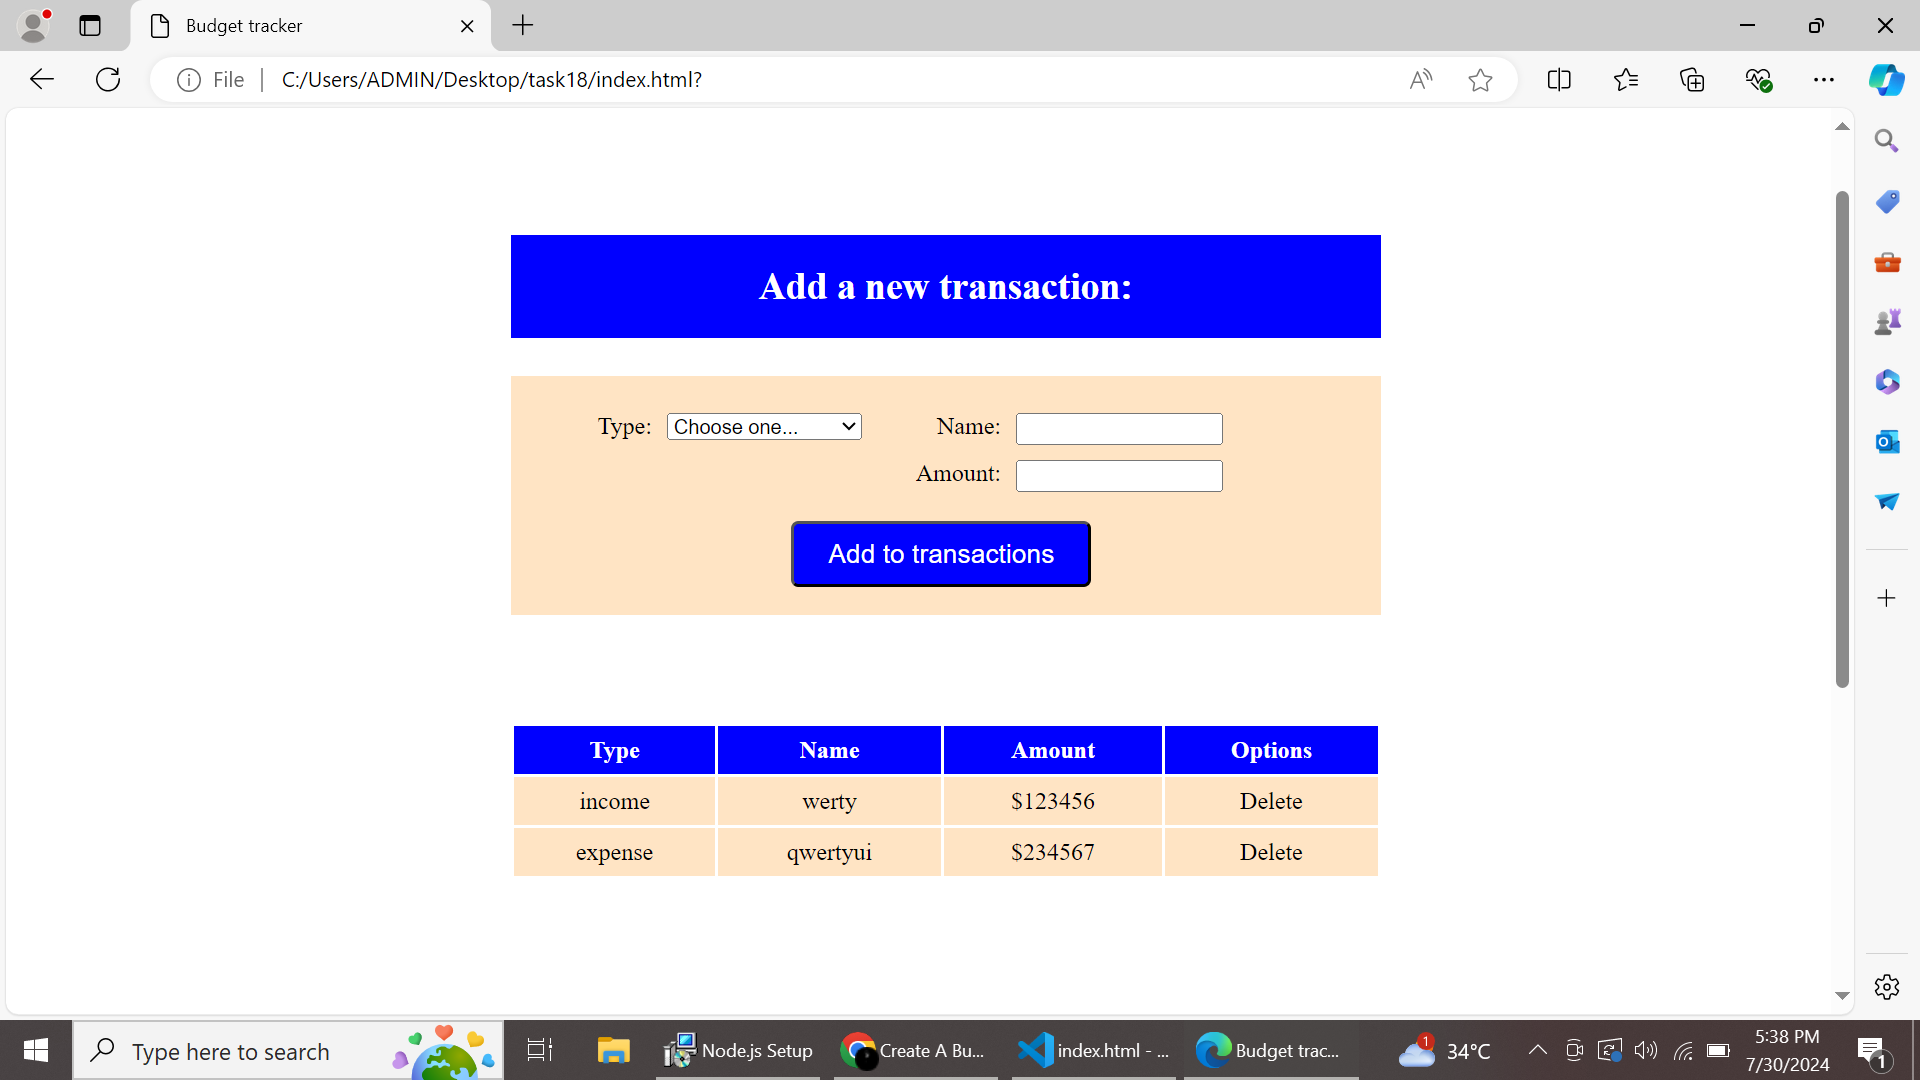 Budget tracker
File
C:/Users/ADMIN/Desktop/task18/index.html?
Add a new transaction:
Type: Choose one... Name:
Amount:
Add to transactions
Type Name Amount Options
income werty $123456 Delete
expense qwertyui $234567 Delete
Type here to search
Node.js Setup
Create A Bu...
index.html - ...
Budget trac...
1
34°C
5:38 PM
7/30/2024
1